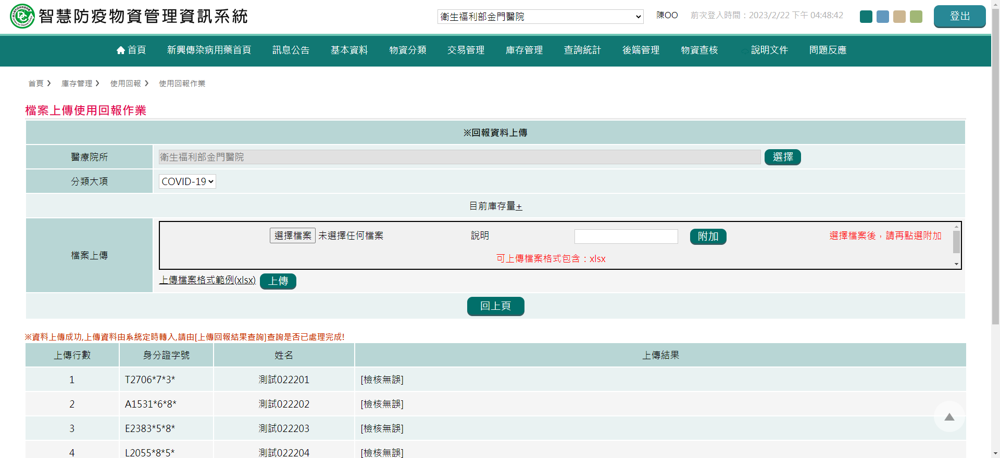 智慧防疫物資管理資訊系統
衛生福利部金門醫院
陳OO
前次登入時間：2023/2/22 下午 04:48:42
登出
首頁 新興傳染病用藥首頁 訊息公告 基本資料 物資分類 交易管理 庫存管理 查詢統計 後端管理 物資查核 說明文件 問題反應
首頁 庫存管理 使用回報 使用回報作業
檔案上傳使用回報作業
※回報資料上傳
醫療院所 衛生福利部金門醫院 選擇
分類大項 COVID-19
目前庫存量+
檔案上傳
選擇檔案 未選擇任何檔案 說明 附加 選擇檔案後，請再點選附加
可上傳檔案格式包含：xlsx
上傳檔案格式範例(xlsx) 上傳
回上頁
※資料上傳成功,上傳資料由系統定時轉入,請由[上傳回報結果查詢]查詢是否已處理完成!
上傳行數 身分證字號 姓名 上傳結果
1 T2706*7*3* 測試022201 [檢核無誤]
2 A1531*6*8* 測試022202 [檢核無誤]
3 E2383*5*8* 測試022203 [檢核無誤]
4 L2055*8*5* 測試022204 [檢核無誤]